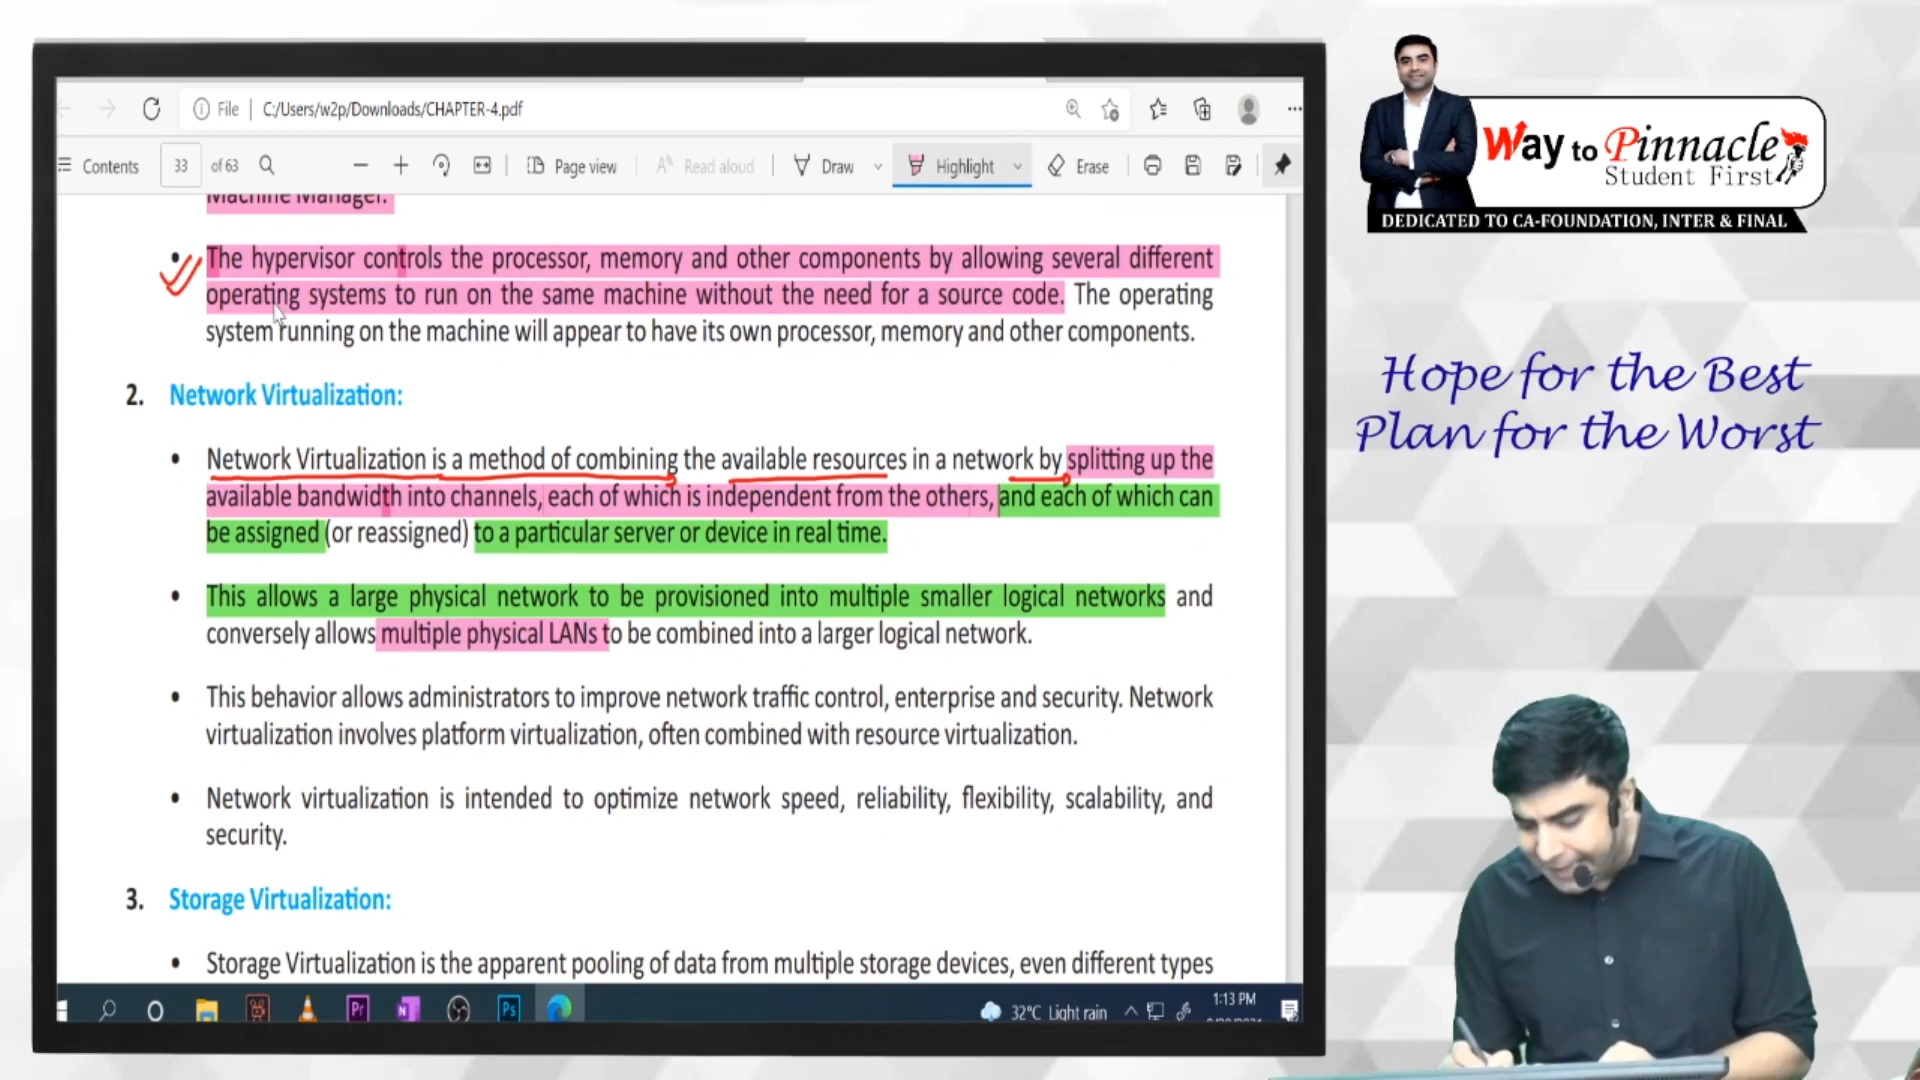 File | C:/Users/w2p/Downloads/CHAPTER-4.pdf
Contents 33 of 63 Page view Read aloud Draw Highlight Erase
Machine Manager.
• The hypervisor controls the processor, memory and other components by allowing several different
operating systems to run on the same machine without the need for a source code. The operating
system running on the machine will appear to have its own processor, memory and other components.
2. Network Virtualization:
• Network Virtualization is a method of combining the available resources in a network by splitting up the
available bandwidth into channels, each of which is independent from the others, and each of which can
be assigned (or reassigned) to a particular server or device in real time.
• This allows a large physical network to be provisioned into multiple smaller logical networks and
conversely allows multiple physical LANs to be combined into a larger logical network.
• This behavior allows administrators to improve network traffic control, enterprise and security. Network
virtualization involves platform virtualization, often combined with resource virtualization.
• Network virtualization is intended to optimize network speed, reliability, flexibility, scalability, and
security.
3. Storage Virtualization:
• Storage Virtualization is the apparent pooling of data from multiple storage devices, even different types
Pr N Ps 32°C Light rain 1:13 PM
Way to Pinnacle
Student First
DEDICATED TO CA-FOUNDATION, INTER & FINAL
Hope for the Best
Plan for the Worst